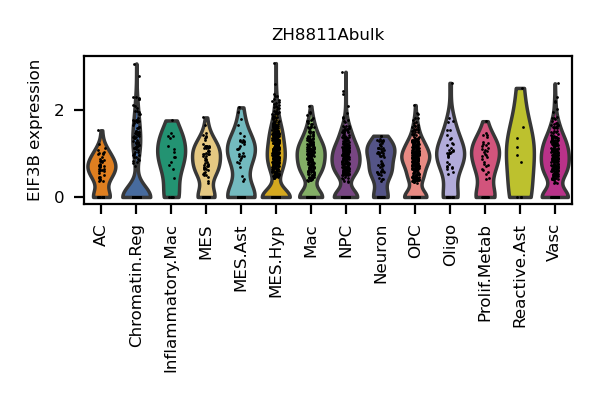 ZH8811Abulk
EIF3B expression
2
0
AC
Chromatin.Reg
Inflammatory.Mac
MES
MES.Ast
MES.Hyp
Mac
NPC
Neuron
OPC
Oligo
Prolif.Metab
Reactive.Ast
Vasc